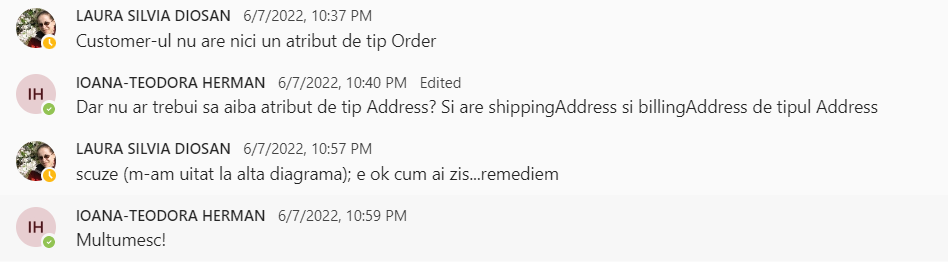 LAURA SILVIA DIOSAN 6/7/2022, 10:37 PM
Customer-ul nu are nici un atribut de tip Order
IH IOANA-TEODORA HERMAN 6/7/2022, 10:40 PM Edited
Dar nu ar trebui sa aiba atribut de tip Address? Si are shippingAddress si billingAddress de tipul Address
LAURA SILVIA DIOSAN 6/7/2022, 10:57 PM
scuze (m-am uitat la alta diagrama); e ok cum ai zis...remediem
IH IOANA-TEODORA HERMAN 6/7/2022, 10:59 PM
Multumesc!